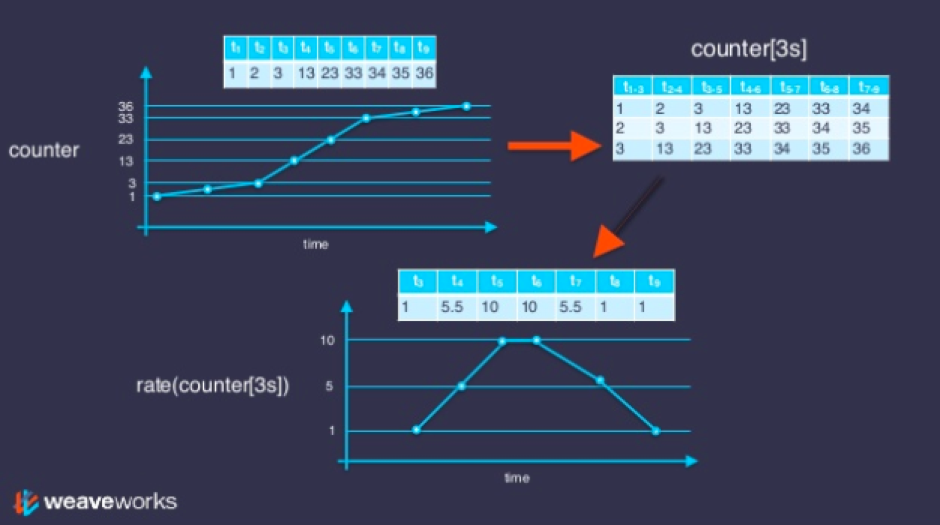 t₁ t₂ t₃ t₄ t₅ t₆ t₇ t₈ t₉
1 2 3 13 23 33 34 35 36
counter
36
33
23
13
3
1
time
counter[3s]
t₁₋₃ t₂₋₄ t₃₋₅ t₄₋₆ t₅₋₇ t₆₋₈ t₇₋₉
1 2 3 13 23 33 34
2 3 13 23 33 34 35
3 13 23 33 34 35 36
t₃ t₄ t₅ t₆ t₇ t₈ t₉
1 5.5 10 10 5.5 1 1
rate(counter[3s])
10
5
1
time
weaveworks